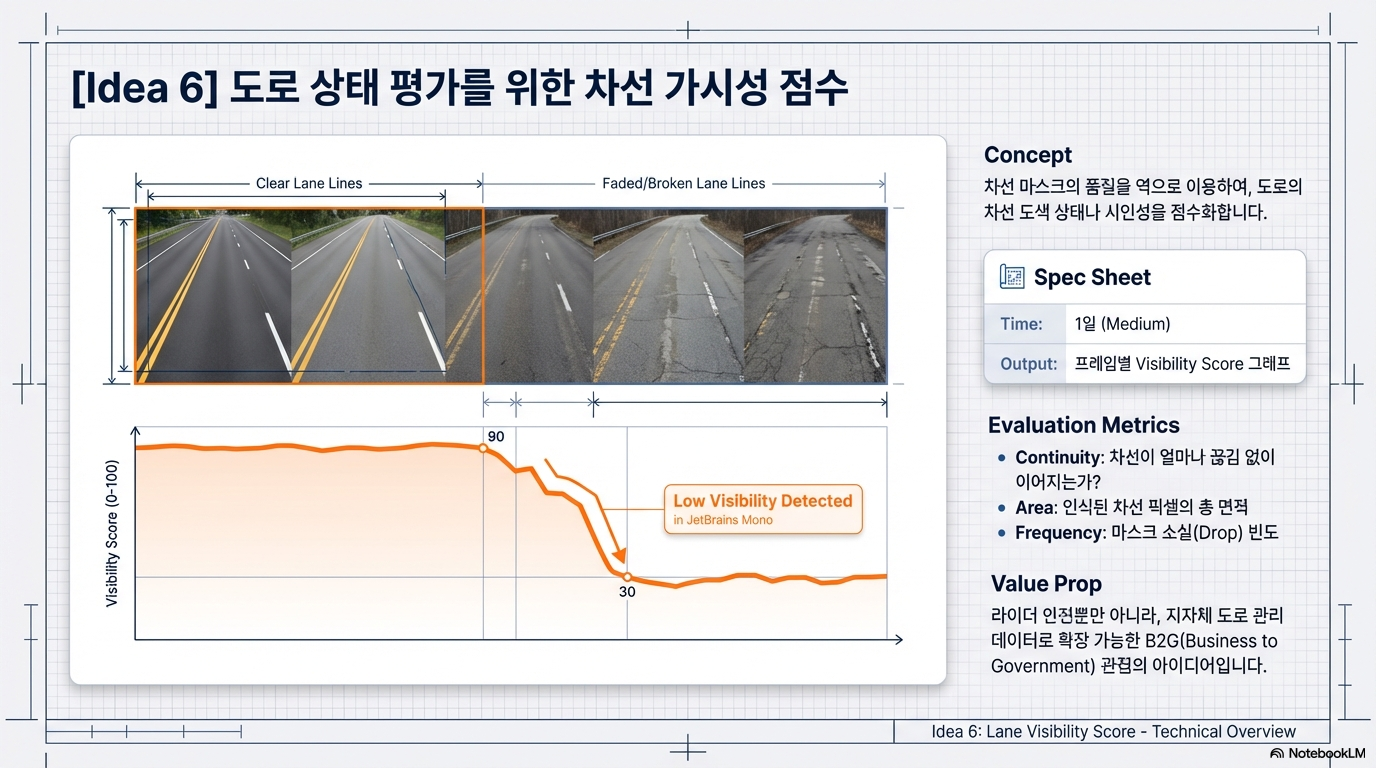 [Idea 6] 도로 상태 평가를 위한 차선 가시성 점수
Clear Lane Lines
Faded/Broken Lane Lines
Visibility Score (0-100)
90
Low Visibility Detected
in JetBrains Mono
30
Concept
차선 마스크의 품질을 역으로 이용하여, 도로의
차선 도색 상태나 시인성을 점수화합니다.
Spec Sheet
Time: 1일 (Medium)
Output: 프레임별 Visibility Score 그래프
Evaluation Metrics
• Continuity: 차선이 얼마나 끊김 없이
이어지는가?
• Area: 인식된 차선 픽셀의 총 면적
• Frequency: 마스크 소실(Drop) 빈도
Value Prop
라이더 안전뿐만 아니라, 지자체 도로 관리
데이터로 확장 가능한 B2G(Business to
Government) 관점의 아이디어입니다.
Idea 6: Lane Visibility Score - Technical Overview
NotebookLM